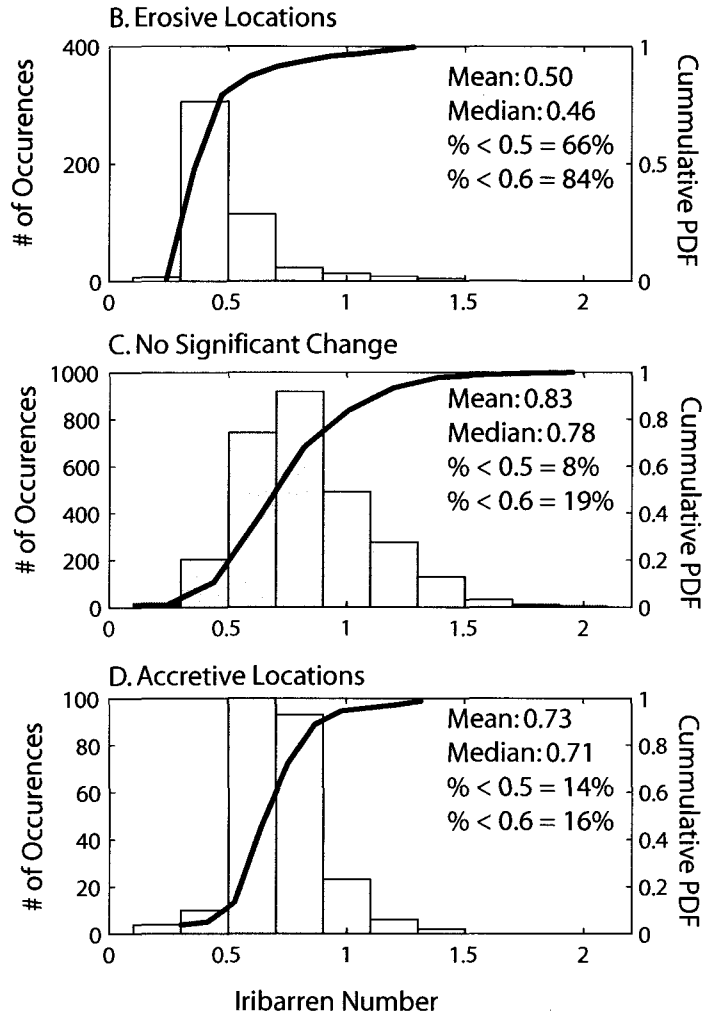 B. Erosive Locations
# of Occurences
400
200
0
Mean: 0.50
Median: 0.46
% < 0.5 = 66%
% < 0.6 = 84%
1
0.5
0
Cummulative PDF
0
0.5
1
1.5
2
C. No Significant Change
# of Occurences
1000
800
600
400
200
0
Mean: 0.83
Median: 0.78
% < 0.5 = 8%
% < 0.6 = 19%
1
0.8
0.6
0.4
0.2
0
Cummulative PDF
0
0.5
1
1.5
2
D. Accretive Locations
# of Occurences
100
80
60
40
20
0
Mean: 0.73
Median: 0.71
% < 0.5 = 14%
% < 0.6 = 16%
1
0.8
0.6
0.4
0.2
0
Cummulative PDF
0
0.5
1
1.5
2
Iribarren Number